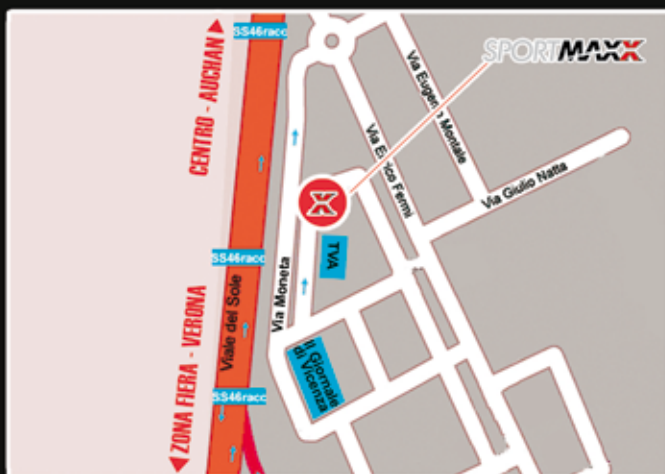 SS46racc
CENTRO - AUCHAN
SPORTMAXX
Via Eugenio Montale
Via Enrico Fermi
Via Giulio Natta
X
TVA
SS46racc
Via Moneta
Viale del Sole
ZONA FIERA - VERONA
Il Giornale
di Vicenza
SS46racc